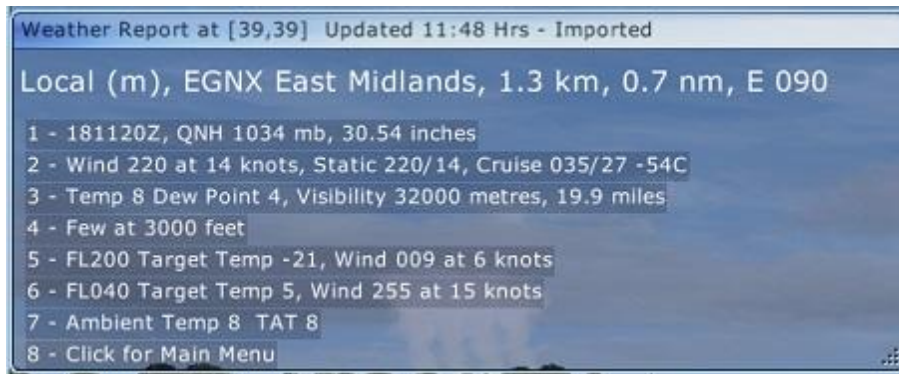 Weather Report at [39,39] Updated 11:48 Hrs - Imported
Local (m), EGNX East Midlands, 1.3 km, 0.7 nm, E 090
1 - 181120Z, QNH 1034 mb, 30.54 inches
2 - Wind 220 at 14 knots, Static 220/14, Cruise 035/27 -54C
3 - Temp 8 Dew Point 4, Visibility 32000 metres, 19.9 miles
4 - Few at 3000 feet
5 - FL200 Target Temp -21, Wind 009 at 6 knots
6 - FL040 Target Temp 5, Wind 255 at 15 knots
7 - Ambient Temp 8 TAT 8
8 - Click for Main Menu